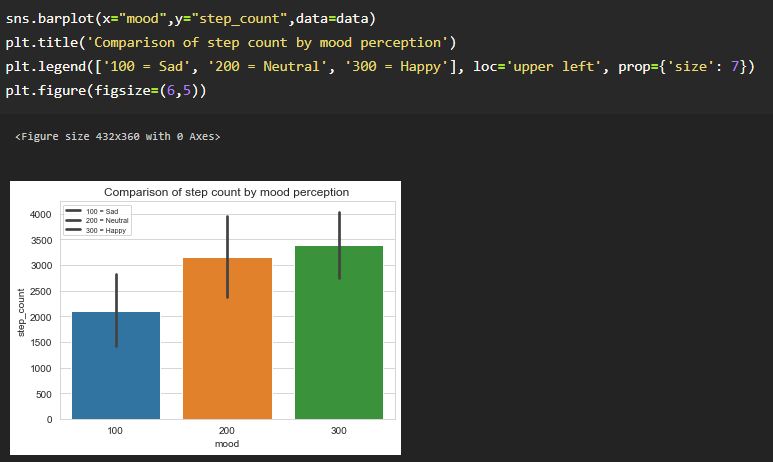 sns.barplot(x="mood",y="step_count",data=data)
plt.title('Comparison of step count by mood perception')
plt.legend(['100 = Sad', '200 = Neutral', '300 = Happy'], loc='upper left', prop={'size': 7})
plt.figure(figsize=(6,5))
<Figure size 432x360 with 0 Axes>
Comparison of step count by mood perception
100 = Sad
200 = Neutral
300 = Happy
4000
3500
3000
2500
2000
1500
1000
500
0
step_count
100 200 300
mood